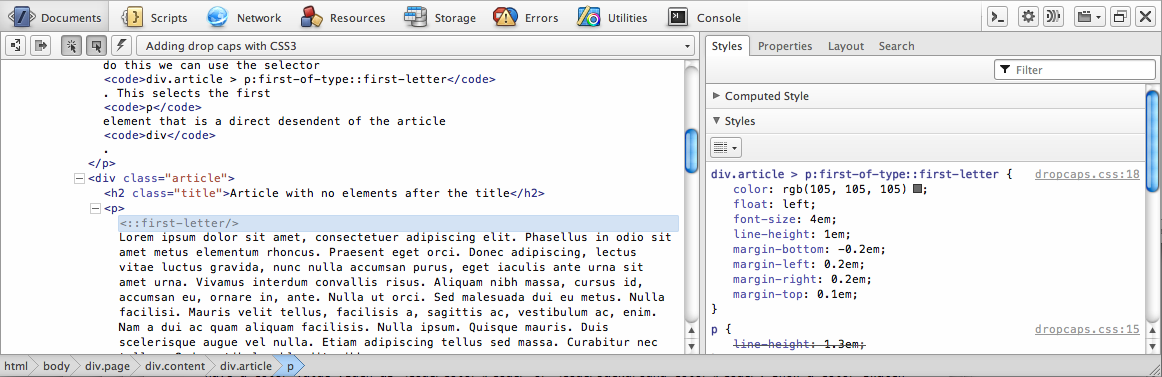 Documents Scripts Network Resources Storage Errors Utilities Console
Adding drop caps with CSS3
do this we can use the selector
<code>div.article > p:first-of-type::first-letter</code>
. This selects the first
<code>p</code>
element that is a direct desendent of the article
<code>div</code>
.
</p>
<div class="article">
<h2 class="title">Article with no elements after the title</h2>
<p>
<::first-letter/>
Lorem ipsum dolor sit amet, consectetuer adipiscing elit. Phasellus in odio sit
amet metus elementum rhoncus. Praesent eget orci. Donec adipiscing, lectus
vitae luctus gravida, nunc nulla accumsan purus, eget iaculis ante urna sit
amet urna. Vivamus interdum convallis risus. Aliquam nibh massa, cursus id,
accumsan eu, ornare in, ante. Nulla ut orci. Sed malesuada dui eu metus. Nulla
facilisi. Mauris velit tellus, facilisis a, sagittis ac, vestibulum ac, enim.
Nam a dui ac quam aliquam facilisis. Nulla ipsum. Quisque mauris. Duis
scelerisque augue vel nulla. Etiam adipiscing tellus sed massa. Curabitur nec
html body div.page div.content div.article p
Styles Properties Layout Search
Filter
Computed Style
Styles
div.article > p:first-of-type::first-letter { dropcaps.css:18
color: rgb(105, 105, 105) ;
float: left;
font-size: 4em;
line-height: 1em;
margin-bottom: -0.2em;
margin-left: 0.2em;
margin-right: 0.2em;
margin-top: 0.1em;
}
p { dropcaps.css:15
line-height: 1.3em;